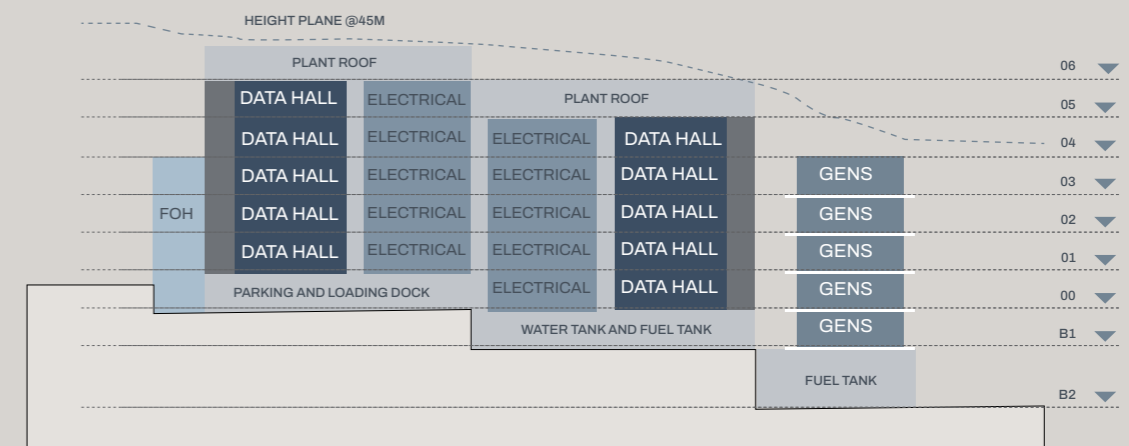 HEIGHT PLANE @45M
PLANT ROOF
06
DATA HALL
ELECTRICAL
PLANT ROOF
05
DATA HALL
ELECTRICAL
ELECTRICAL
DATA HALL
04
DATA HALL
ELECTRICAL
ELECTRICAL
DATA HALL
GENS
03
FOH
DATA HALL
ELECTRICAL
ELECTRICAL
DATA HALL
GENS
02
DATA HALL
ELECTRICAL
ELECTRICAL
DATA HALL
GENS
01
PARKING AND LOADING DOCK
ELECTRICAL
DATA HALL
GENS
00
WATER TANK AND FUEL TANK
GENS
B1
FUEL TANK
B2